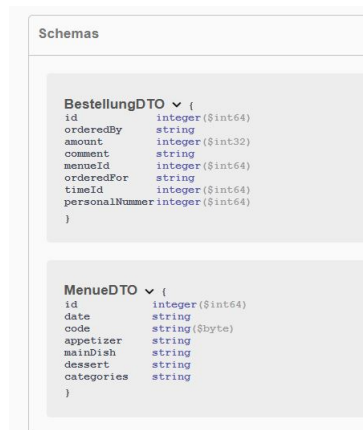 Schemas
BestellungDTO {
id integer($int64)
orderedBy string
amount integer($int32)
comment string
menueId integer($int64)
orderedFor string
timeId integer($int64)
personalNummer integer($int64)
}
MenueDTO {
id integer($int64)
date string
code string($byte)
appetizer string
mainDish string
dessert string
categories string
}